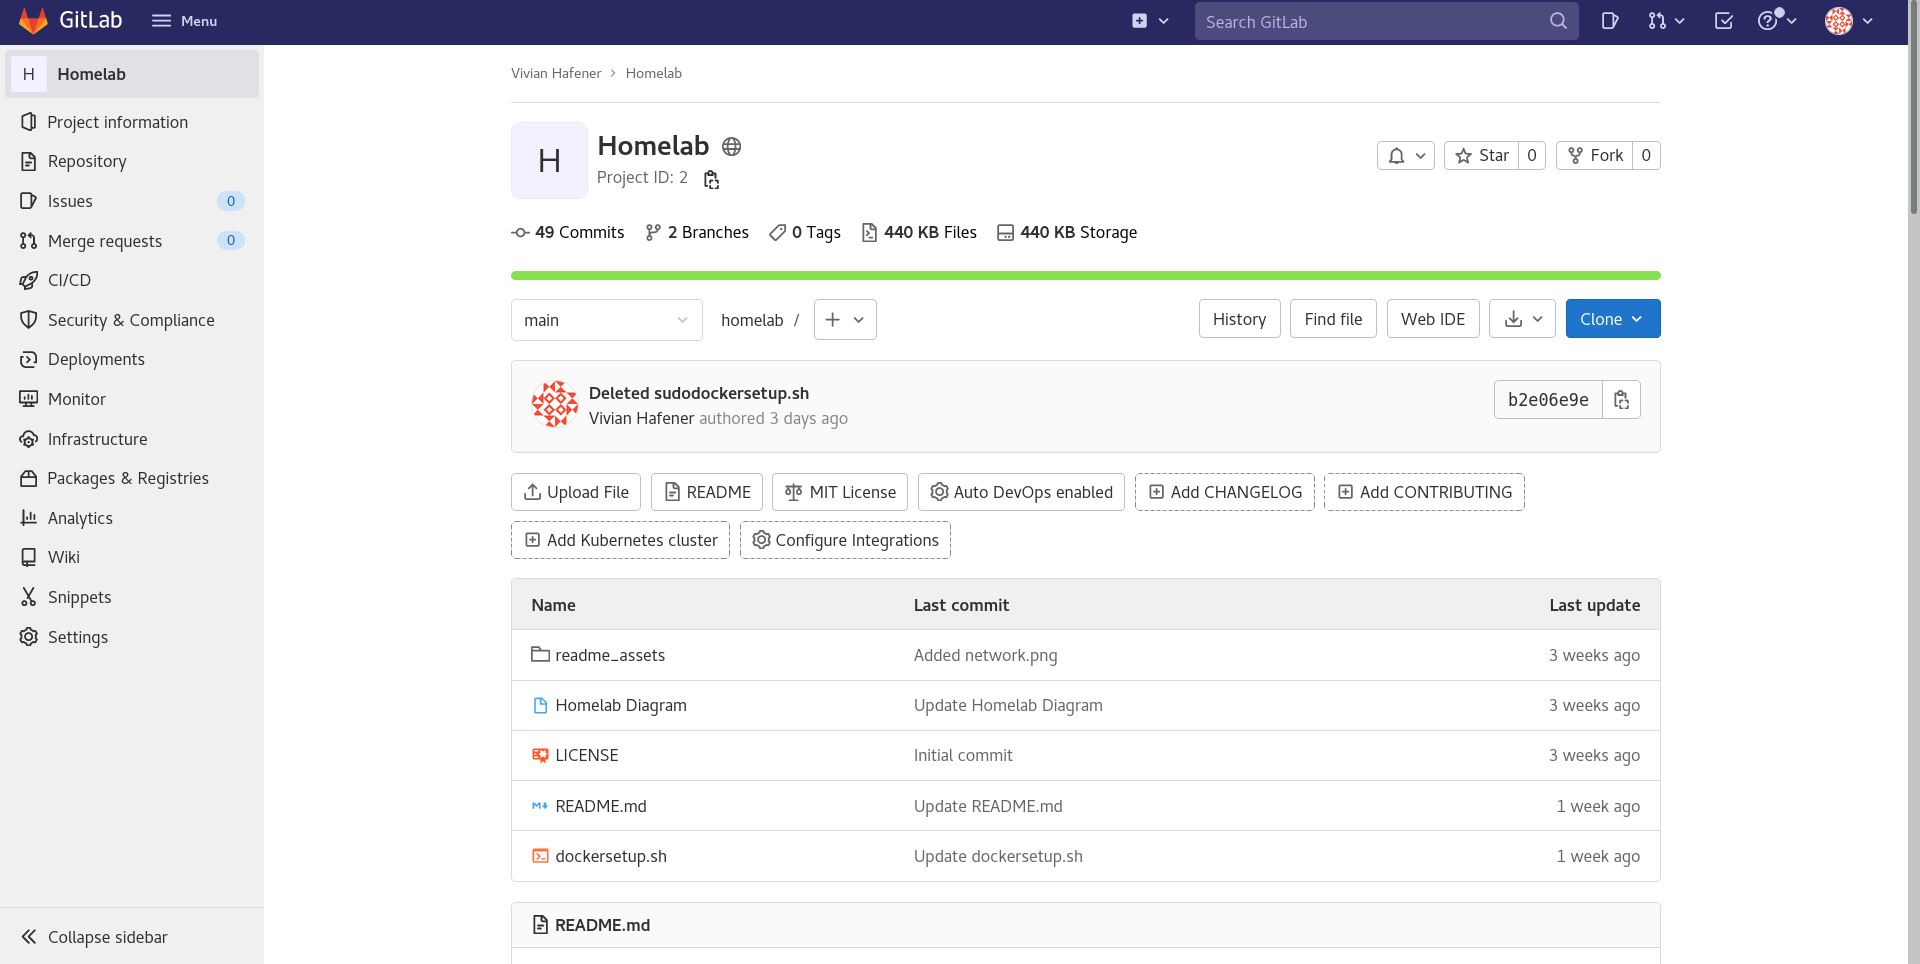 GitLab Menu Search GitLab
H Homelab
Project information
Repository
Issues 0
Merge requests 0
CI/CD
Security & Compliance
Deployments
Monitor
Infrastructure
Packages & Registries
Analytics
Wiki
Snippets
Settings
Collapse sidebar
Vivian Hafener > Homelab
H
Homelab
Project ID: 2
Star 0 Fork 0
49 Commits 2 Branches 0 Tags 440 KB Files 440 KB Storage
main homelab / History Find file Web IDE Clone
Deleted sudodockersetup.sh
Vivian Hafener authored 3 days ago
b2e06e9e
Upload File README MIT License Auto DevOps enabled Add CHANGELOG Add CONTRIBUTING
Add Kubernetes cluster Configure Integrations
Name Last commit Last update
readme_assets Added network.png 3 weeks ago
Homelab Diagram Update Homelab Diagram 3 weeks ago
LICENSE Initial commit 3 weeks ago
README.md Update README.md 1 week ago
dockersetup.sh Update dockersetup.sh 1 week ago
README.md